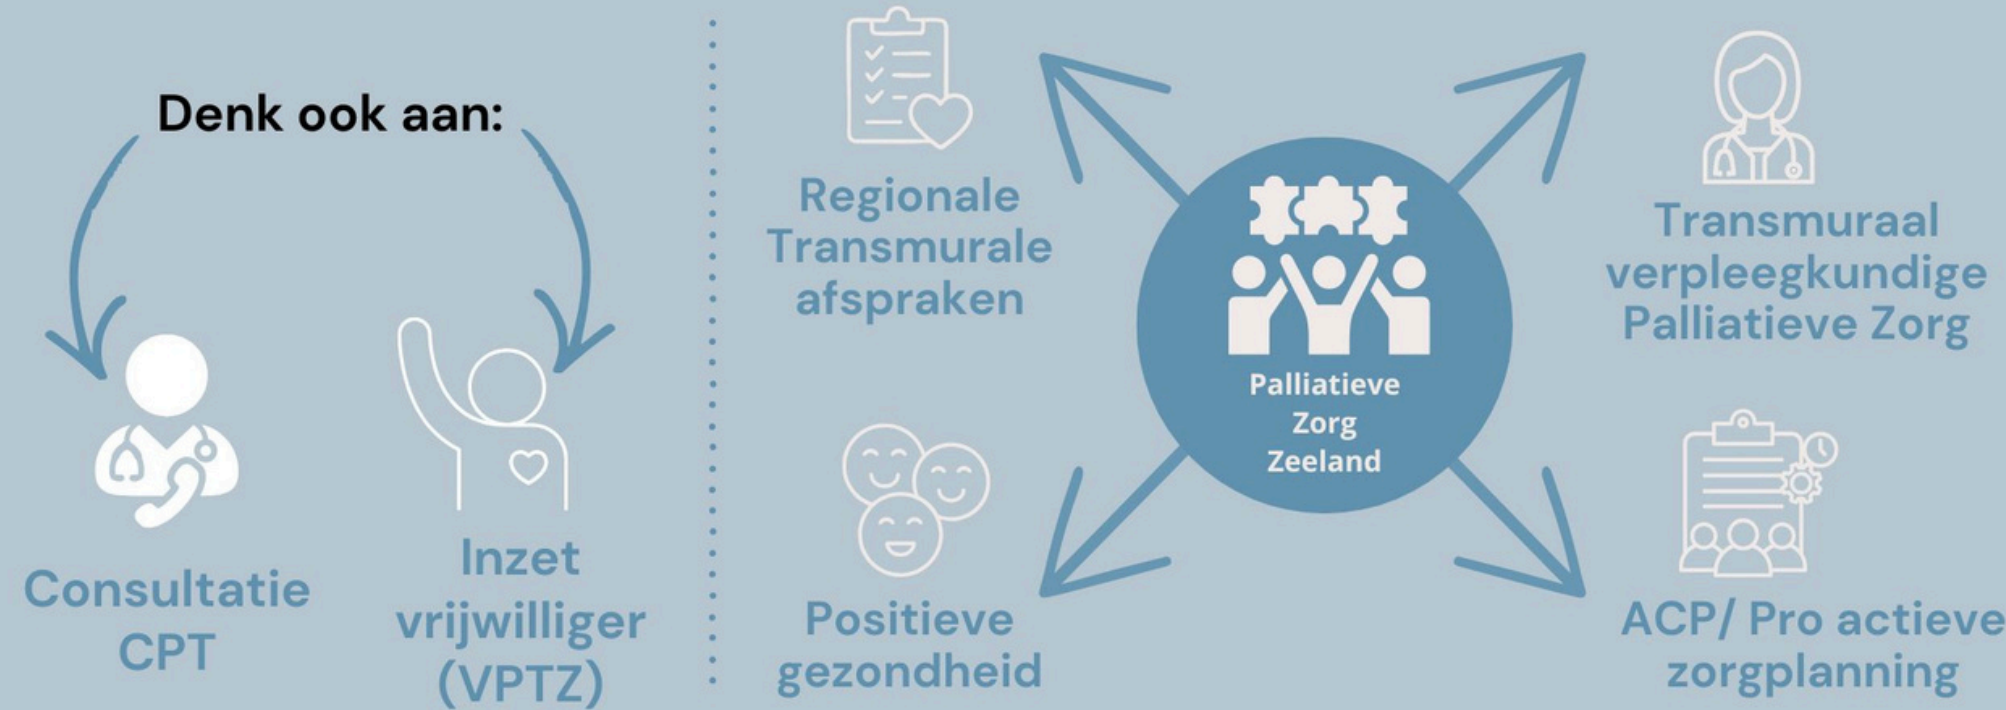 Denk ook aan:
Consultatie
CPT
Inzet
vrijwilliger
(VPTZ)
Regionale
Transmurale
afspraken
Positieve
gezondheid
Palliatieve
Zorg
Zeeland
Transmuraal
verpleegkundige
Palliatieve Zorg
ACP/ Pro actieve
zorgplanning